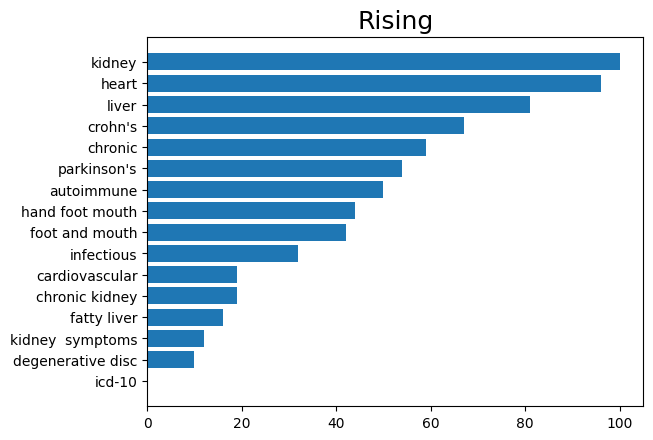 Rising
kidney
heart
liver
crohn's
chronic
parkinson's
autoimmune
hand foot mouth
foot and mouth
infectious
cardiovascular
chronic kidney
fatty liver
kidney  symptoms
degenerative disc
icd-10
0 20 40 60 80 100